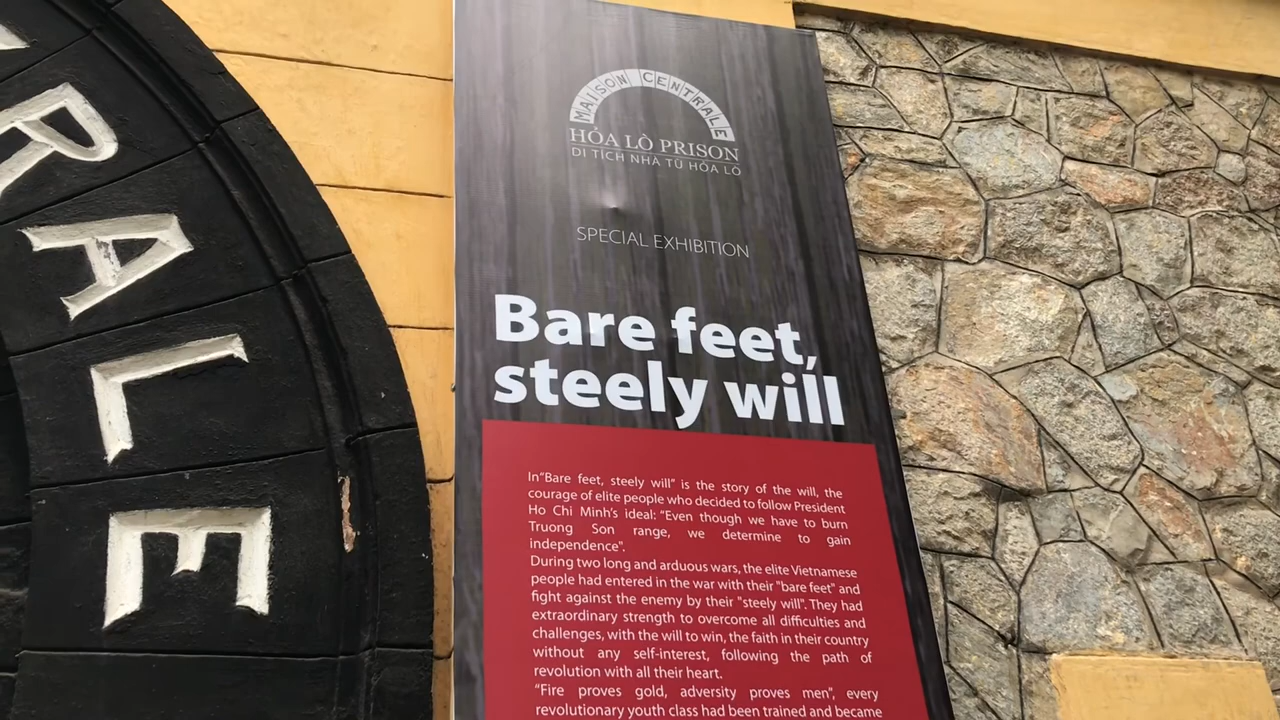 RALE
MAISON CENTRALE
HỎA LÒ PRISON
DI TÍCH NHÀ TÙ HỎA LÒ
SPECIAL EXHIBITION
Bare feet,
steely will
In"Bare feet, steely will" is the story of the will, the
courage of elite people who decided to follow President
Ho Chi Minh's ideal: "Even though we have to burn
Truong Son range, we determine to gain
independence".
During two long and arduous wars, the elite Vietnamese
people had entered in the war with their "bare feet" and
fight against the enemy by their "steely will". They had
extraordinary strength to overcome all difficulties and
challenges, with the will to win, the faith in their country
without any self-interest, following the path of
revolution with all their heart.
"Fire proves gold, adversity proves men", every
revolutionary youth class had been trained and became